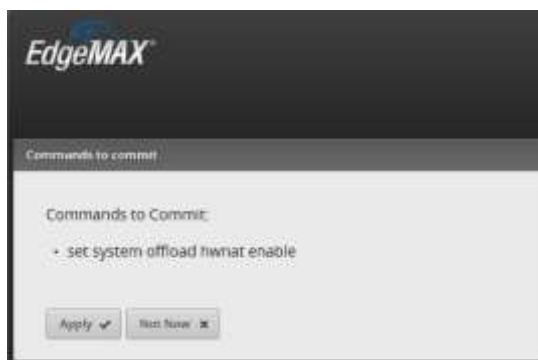 EdgeMAX
Commands to commit
Commands to Commit:
• set system offload hwnat enable
Apply ✔
Not Now ✖